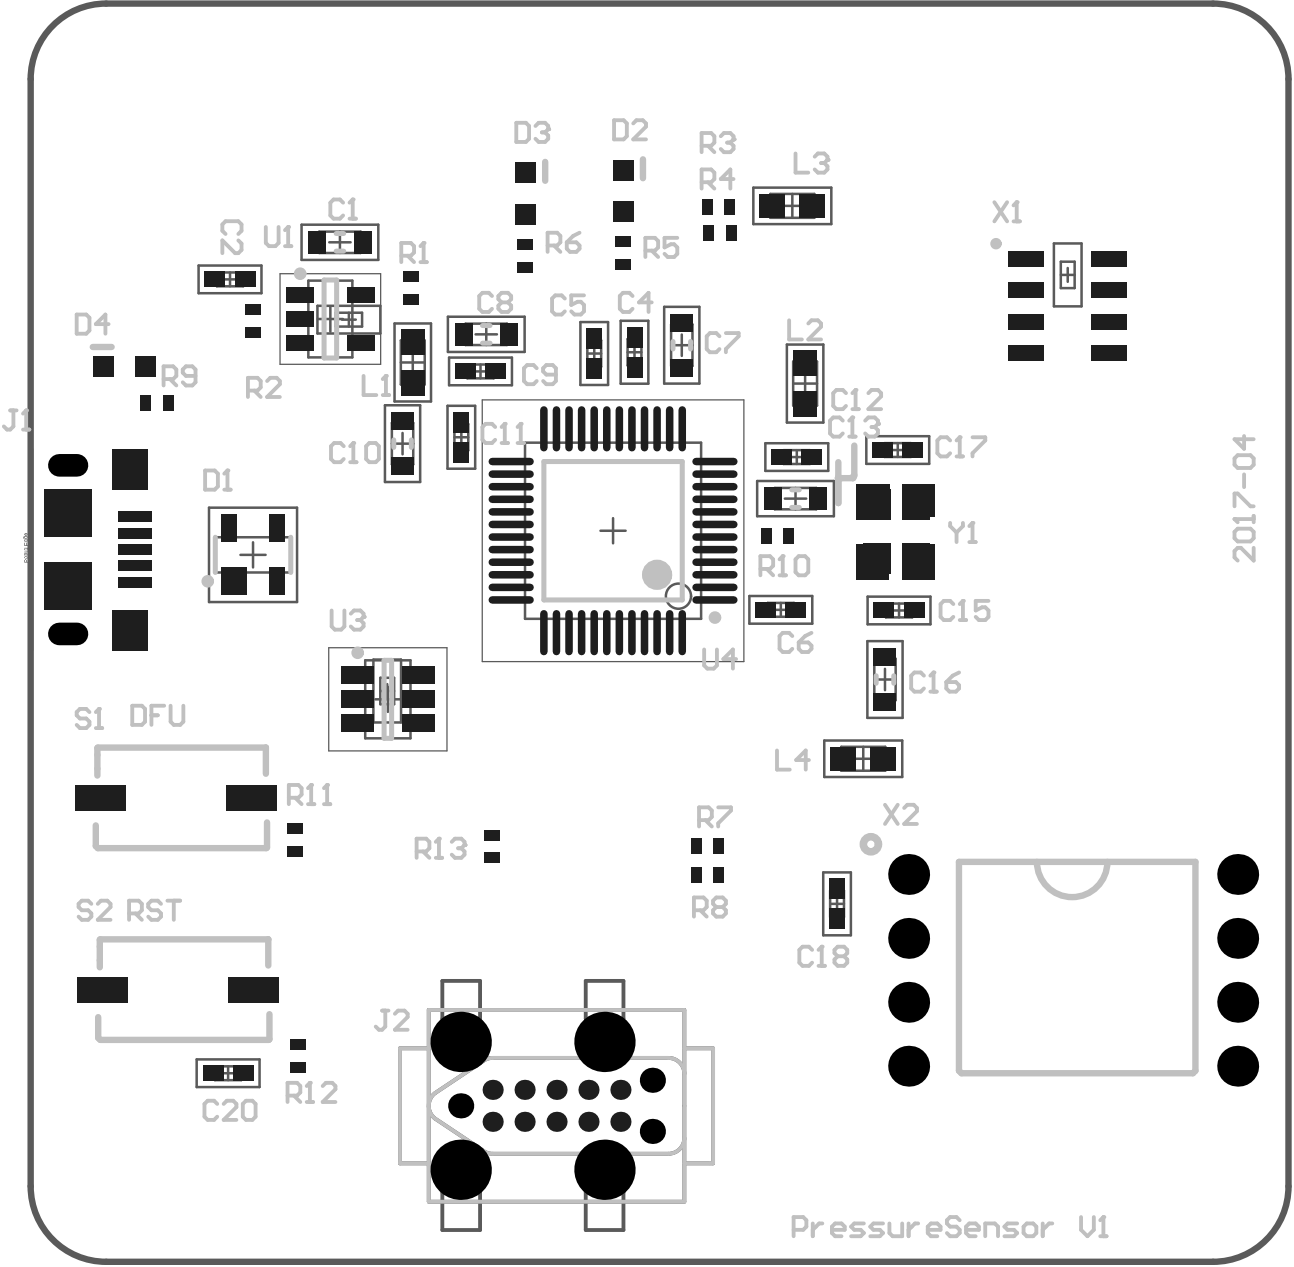 D3
D2
R3
R4
L3
X1
C1
C2
U1
R1
R6
R5
D4
R9
R2
L1
C8
C9
C5
C4
C7
L2
C12
C13
J1
C10
C11
C17
D1
2017-04
Y1
R10
C15
C6
U3
U4
C16
S1
DFU
L4
R11
R13
R7
X2
R8
S2 RST
C18
J2
R12
C20
PressureSensor V1